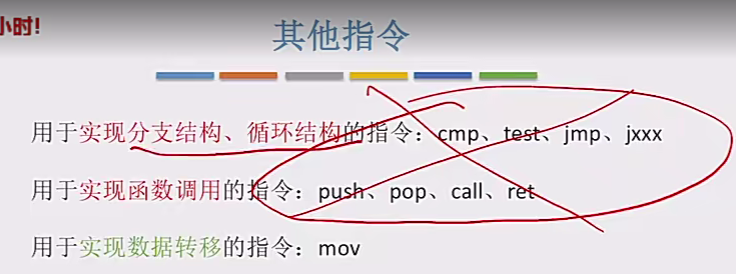 小时!
其他指令
用于实现分支结构、循环结构的指令：cmp、test、jmp、jxxx
用于实现函数调用的指令：push、pop、call、ret
用于实现数据转移的指令：mov